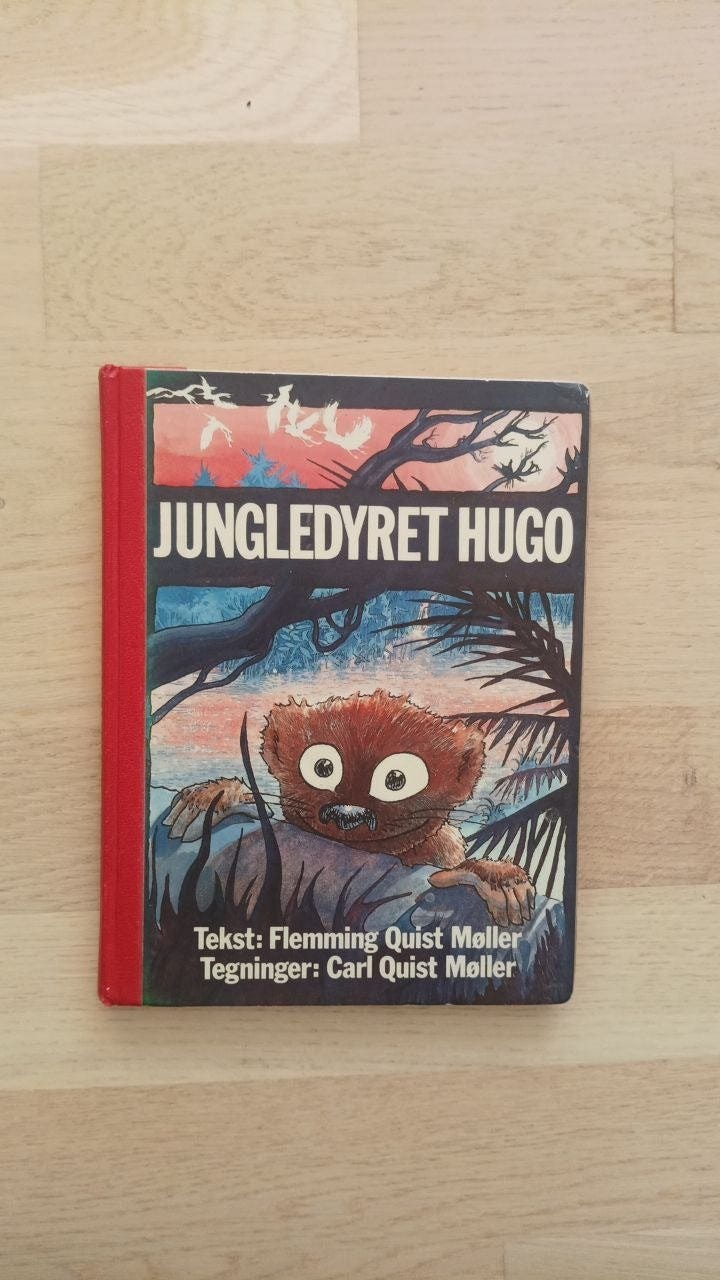 JUNGLEDYRET HUGO
Tekst: Flemming Quist Møller
Tegninger: Carl Quist Møller